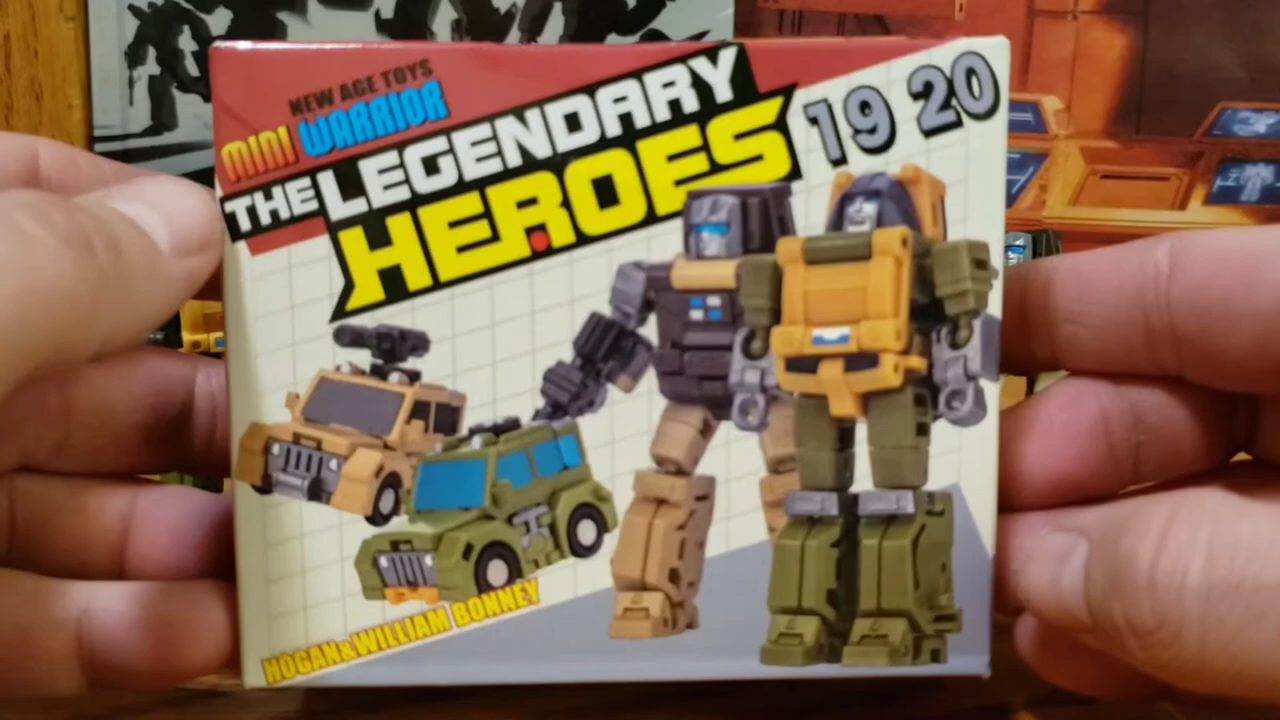 NEW AGE TOYS
MINI WARRIOR
THE LEGENDARY
HEROES
19 20
HOGAN&WILLIAM BONNEY